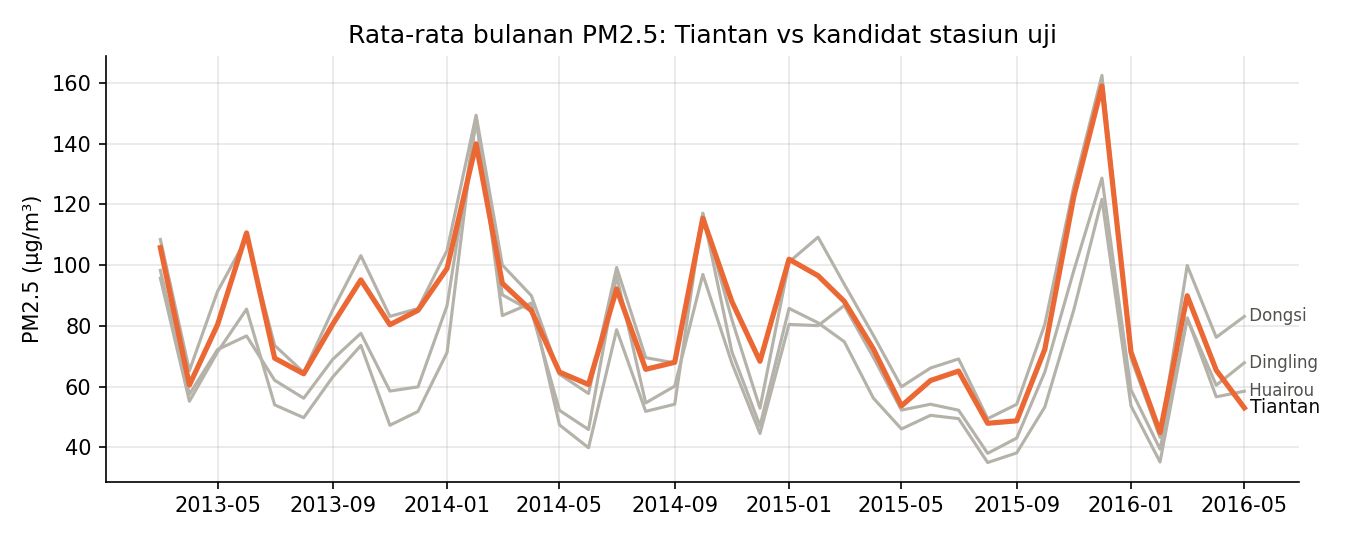 Rata-rata bulanan PM2.5: Tiantan vs kandidat stasiun uji
PM2.5 (µg/m³)
160
140
120
100
80
60
40
Dongsi
Dingling
Huairou
Tiantan
2013-05 2013-09 2014-01 2014-05 2014-09 2015-01 2015-05 2015-09 2016-01 2016-05